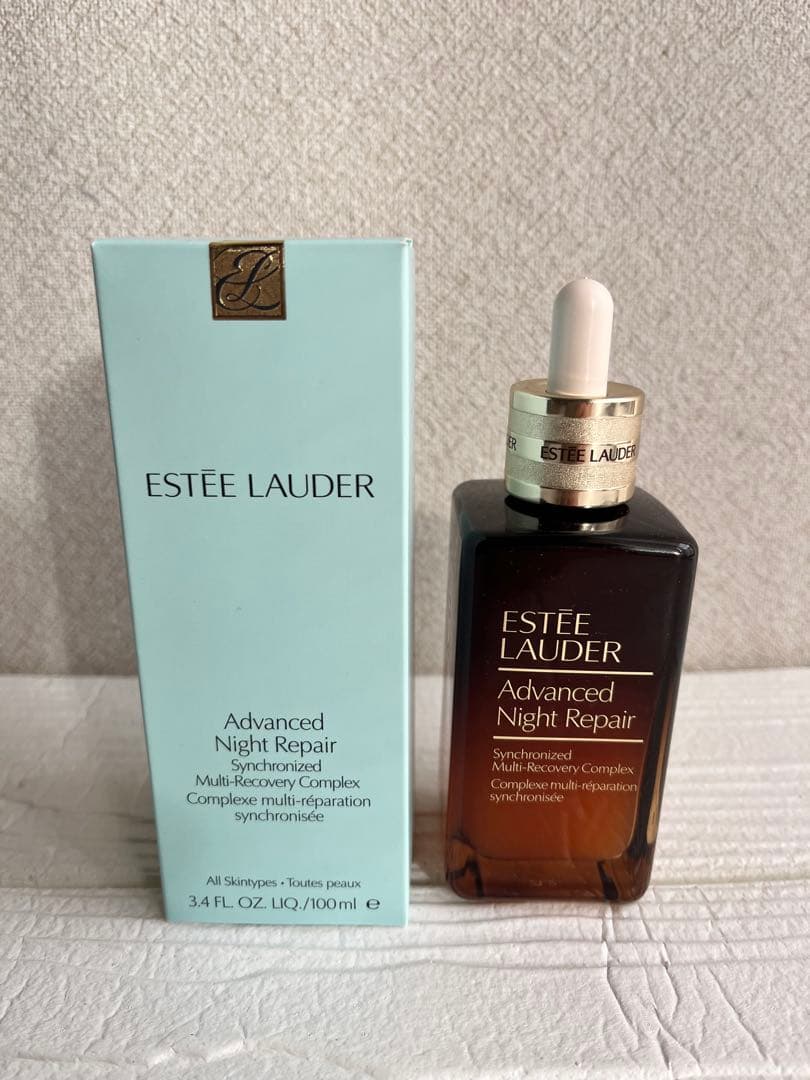 EL
ESTĒE LAUDER
Advanced
Night Repair
Synchronized
Multi-Recovery Complex
Complexe multi-réparation
synchronisée
All Skintypes • Toutes peaux
3.4 FL. OZ. LIQ./100 ml ℮
ER
ESTĒE LAUDER
ESTĒE
LAUDER
Advanced
Night Repair
Synchronized
Multi-Recovery Complex
Complexe multi-réparation
synchronisée